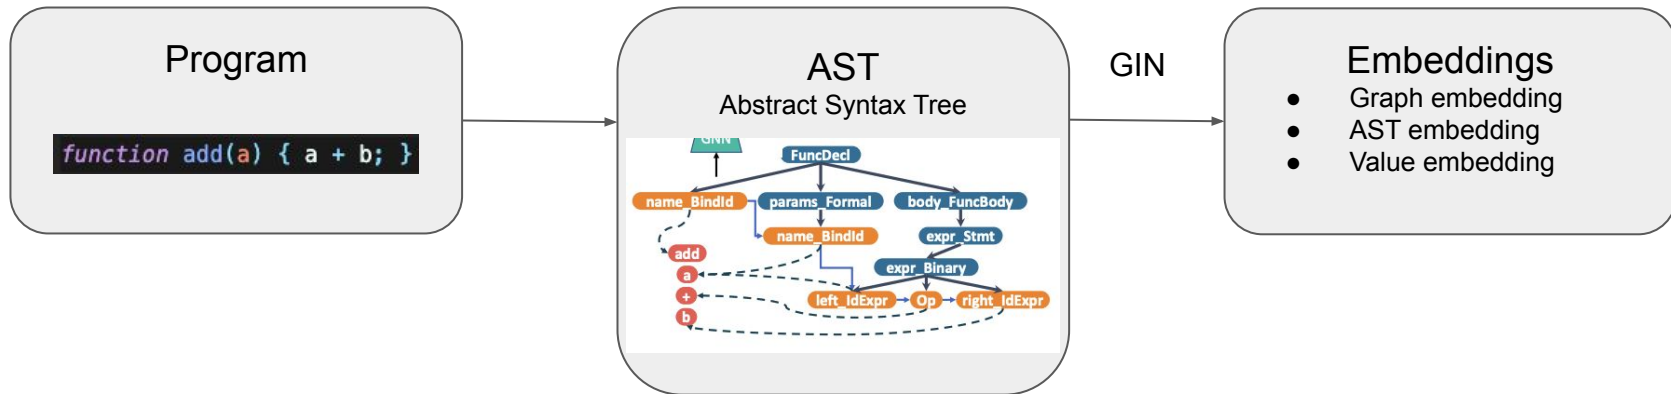 Program
function add(a) { a + b; }
AST
Abstract Syntax Tree
GNN
FuncDecl
name_BindId
params_Formal
body_FuncBody
name_BindId
expr_Stmt
add
a
expr_Binary
+
left_IdExpr
Op
right_IdExpr
b
GIN
Embeddings
● Graph embedding
● AST embedding
● Value embedding